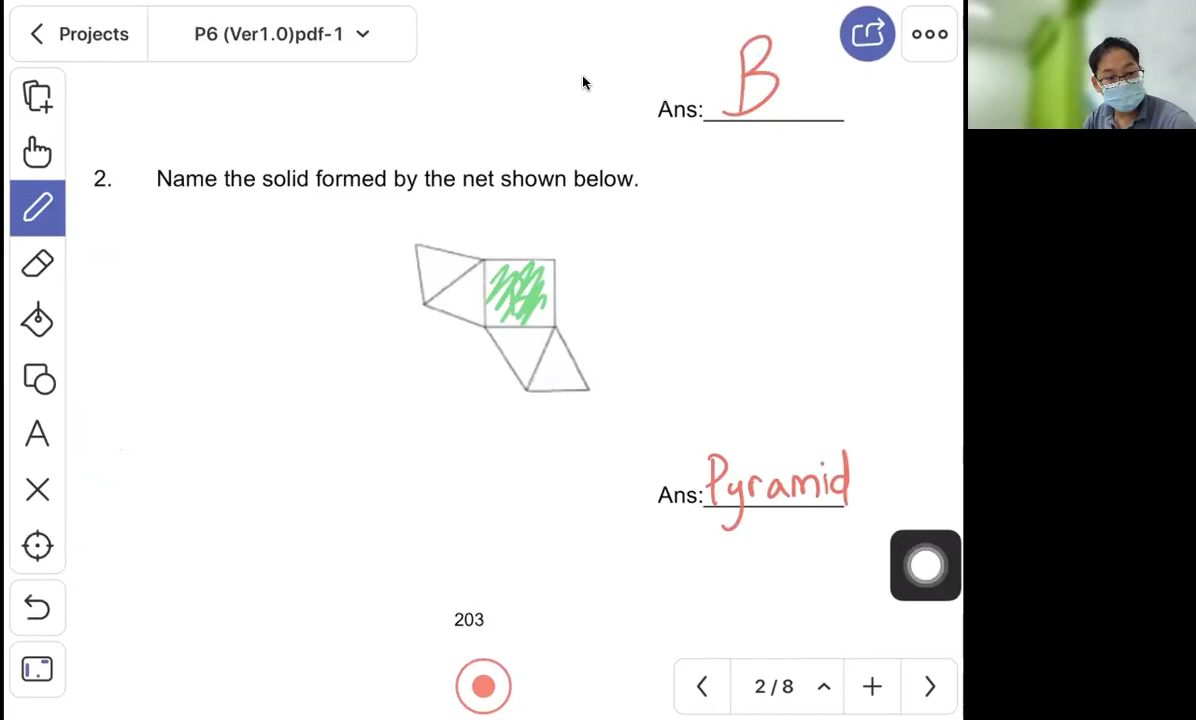 Projects
P6 (Ver1.0)pdf-1
B
Ans:
2. Name the solid formed by the net shown below.
Ans: Pyramid
203
2 / 8
A